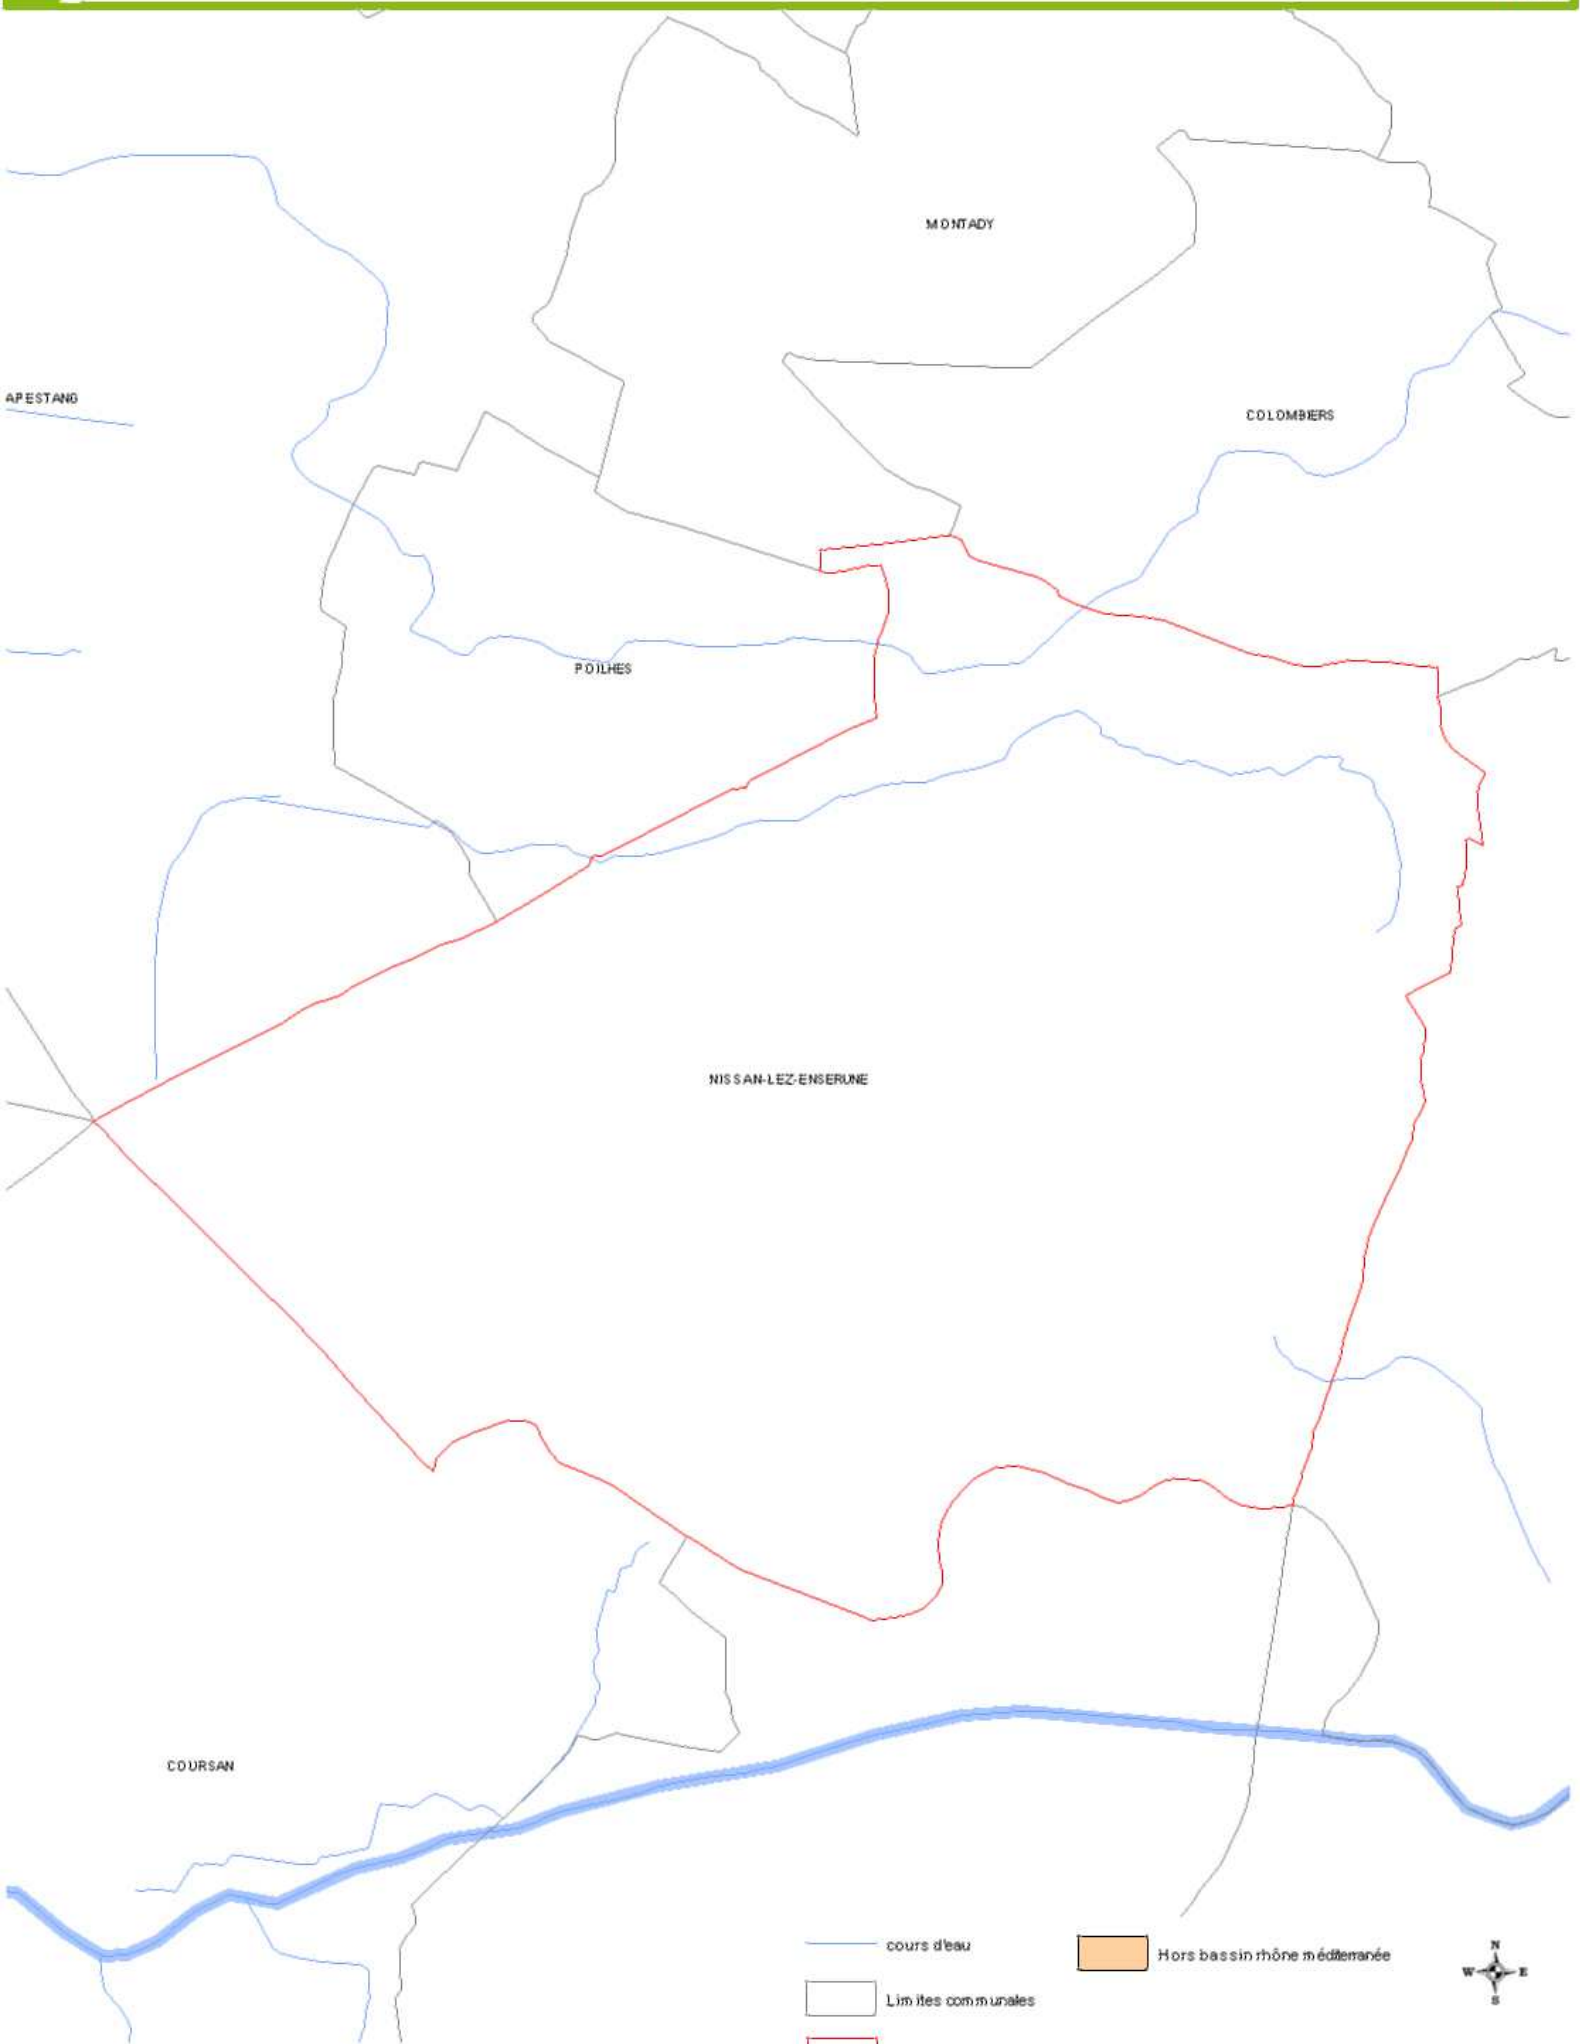 MONTADY
APESTANG
COLOMBIERS
POILHES
NISSAN-LEZ-ENSERUNE
COURSAN
cours d'eau
Hors bassin rhône méditerranée
Limites communales
N
W E
S